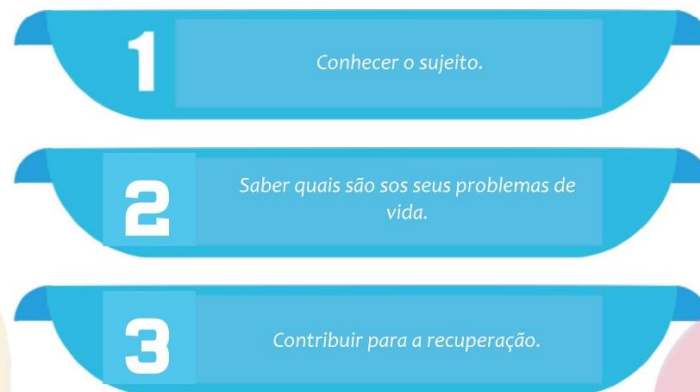 1
Conhecer o sujeito.
2
Saber quais são sos seus problemas de
vida.
3
Contribuir para a recuperação.